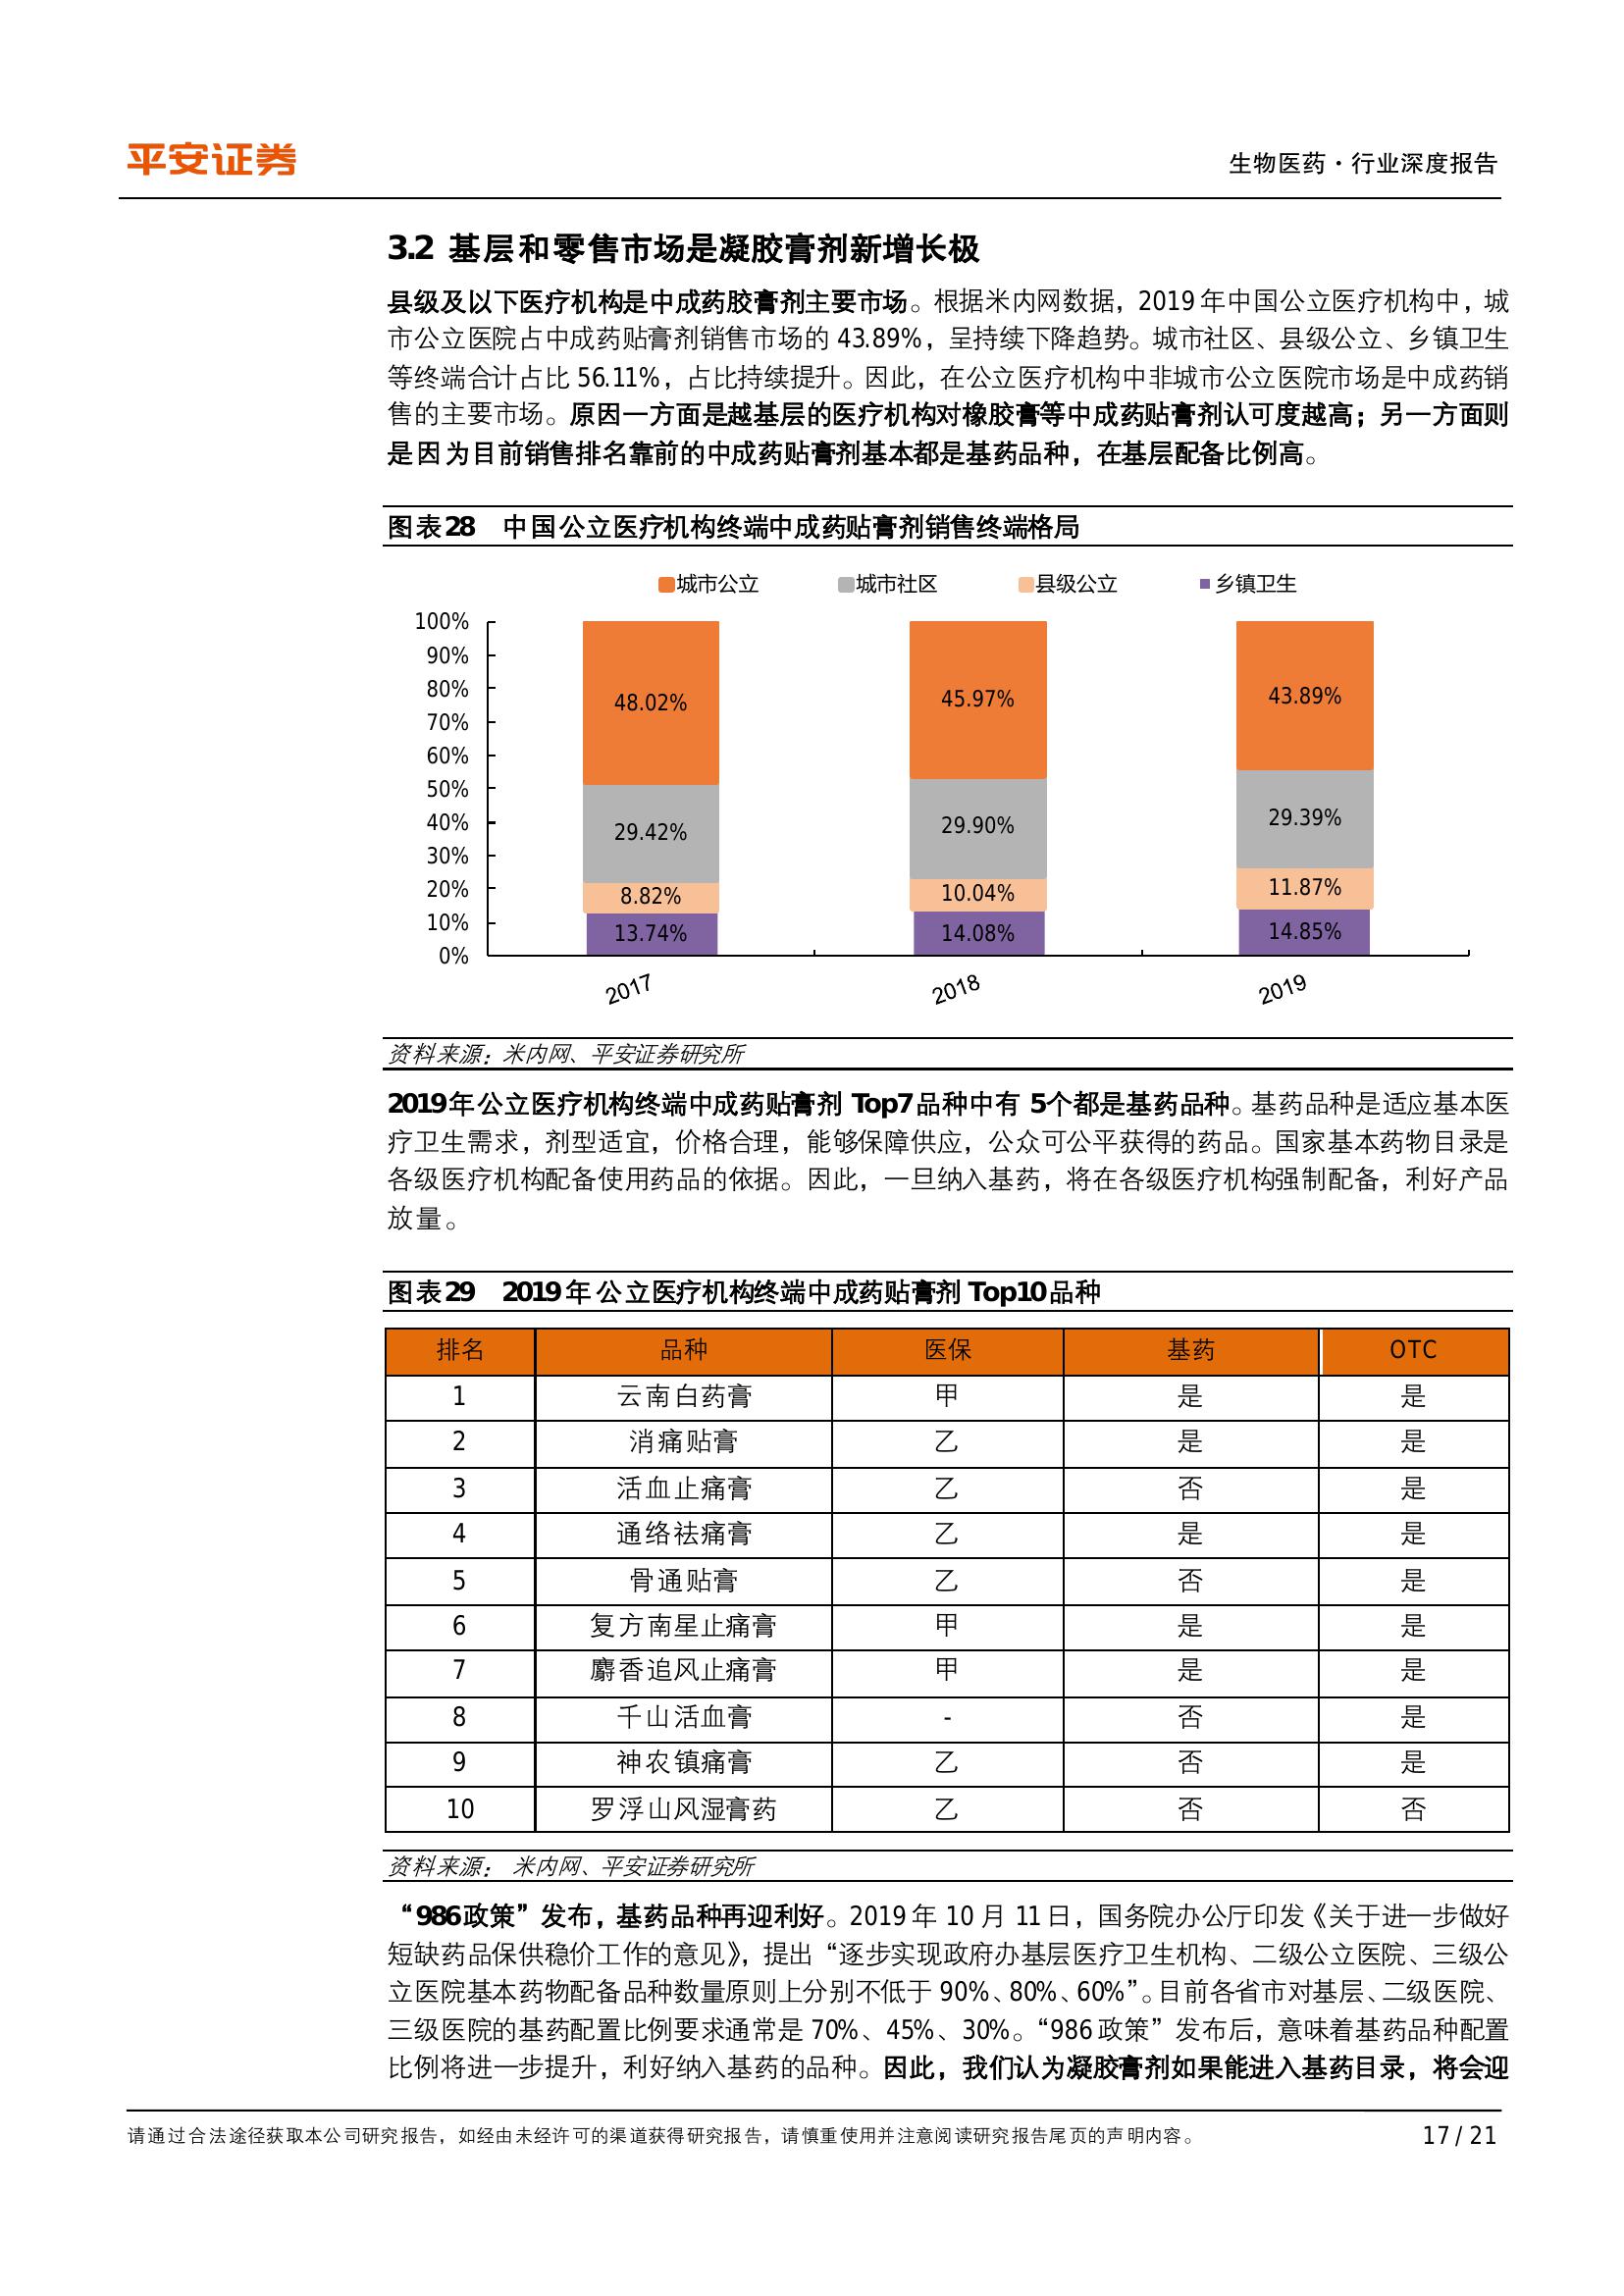 平安证券
生物医药·行业深度报告
3.2 基层和零售市场是凝胶膏剂新增长极
县级及以下医疗机构是中成药胶膏剂主要市场。根据米内网数据，2019年中国公立医疗机构中，城
市公立医院占中成药贴膏剂销售市场的 43.89%，呈持续下降趋势。城市社区、县级公立、乡镇卫生
等终端合计占比 56.11%，占比持续提升。因此，在公立医疗机构中非城市公立医院市场是中成药销
售的主要市场。原因一方面是越基层的医疗机构对橡胶膏等中成药贴膏剂认可度越高；另一方面则
是因为目前销售排名靠前的中成药贴膏剂基本都是基药品种，在基层配备比例高。
图表28 中国公立医疗机构终端中成药贴膏剂销售终端格局
城市公立 城市社区 县级公立 乡镇卫生
100%
90%
80%
70%
60%
50%
40%
30%
20%
10%
0%
48.02% 45.97% 43.89%
29.42% 29.90% 29.39%
8.82% 10.04% 11.87%
13.74% 14.08% 14.85%
2017 2018 2019
资料来源：米内网、平安证券研究所
2019年公立医疗机构终端中成药贴膏剂 Top7品种中有 5个都是基药品种。基药品种是适应基本医
疗卫生需求，剂型适宜，价格合理，能够保障供应，公众可公平获得的药品。国家基本药物目录是
各级医疗机构配备使用药品的依据。因此，一旦纳入基药，将在各级医疗机构强制配备，利好产品
放量。
图表29 2019年公立医疗机构终端中成药贴膏剂 Top10品种
排名 品种 医保 基药 OTC
1 云南白药膏 甲 是 是
2 消痛贴膏 乙 是 是
3 活血止痛膏 乙 否 是
4 通络祛痛膏 乙 是 是
5 骨通贴膏 乙 否 是
6 复方南星止痛膏 甲 是 是
7 麝香追风止痛膏 甲 是 是
8 千山活血膏 - 否 是
9 神农镇痛膏 乙 否 是
10 罗浮山风湿膏药 乙 否 否
资料来源： 米内网、平安证券研究所
“986政策”发布，基药品种再迎利好。2019年 10 月 11日，国务院办公厅印发《关于进一步做好
短缺药品保供稳价工作的意见》，提出“逐步实现政府办基层医疗卫生机构、二级公立医院、三级公
立医院基本药物配备品种数量原则上分别不低于 90%、80%、60%”。目前各省市对基层、二级医院、
三级医院的基药配置比例要求通常是 70%、45%、30%。“986政策”发布后，意味着基药品种配置
比例将进一步提升，利好纳入基药的品种。因此，我们认为凝胶膏剂如果能进入基药目录，将会迎
请通过合法途径获取本公司研究报告，如经由未经许可的渠道获得研究报告，请慎重使用并注意阅读研究报告尾页的声明内容。
17 / 21